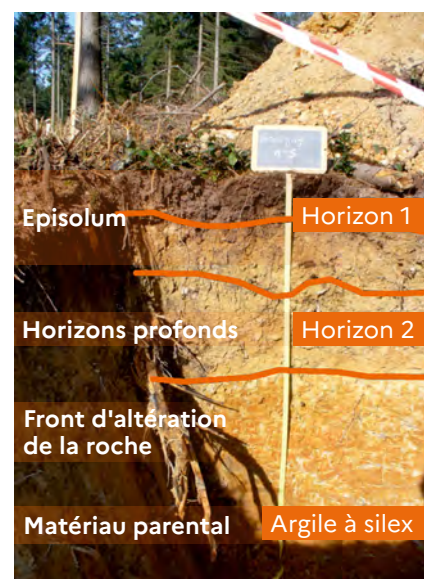 Episolum
Horizon 1
Horizons profonds
Horizon 2
Front d'altération
de la roche
Matériau parental
Argile à silex